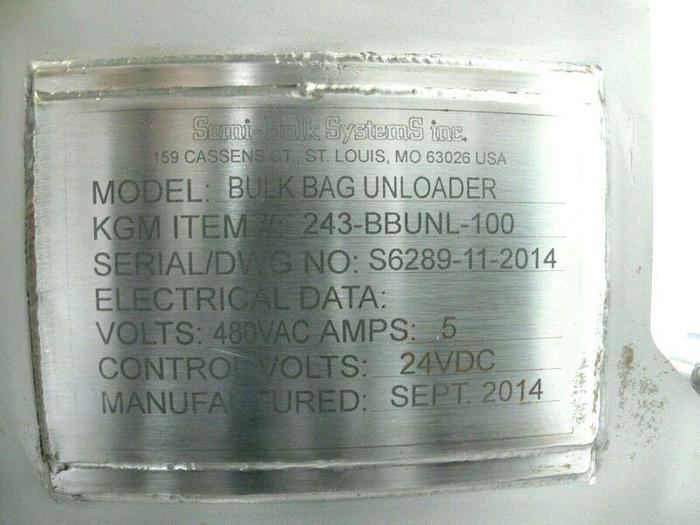 Semi-Bulk SystemS inc.
159 CASSENS CT., ST. LOUIS, MO 63026 USA
MODEL: BULK BAG UNLOADER
KGM ITEM #: 243-BBUNL-100
SERIAL/DWG NO: S6289-11-2014
ELECTRICAL DATA:
VOLTS: 480VAC AMPS: 5
CONTROL VOLTS: 24VDC
MANUFACTURED: SEPT. 2014